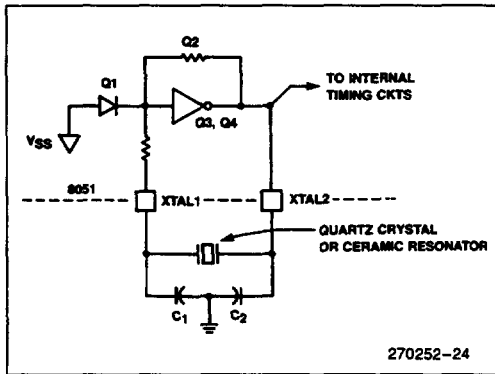 Q2
Q1
TO INTERNAL
TIMING CKTS
Q3, Q4
VSS
8051
XTAL1
XTAL2
QUARTZ CRYSTAL
OR CERAMIC RESONATOR
C1
C2
270252-24